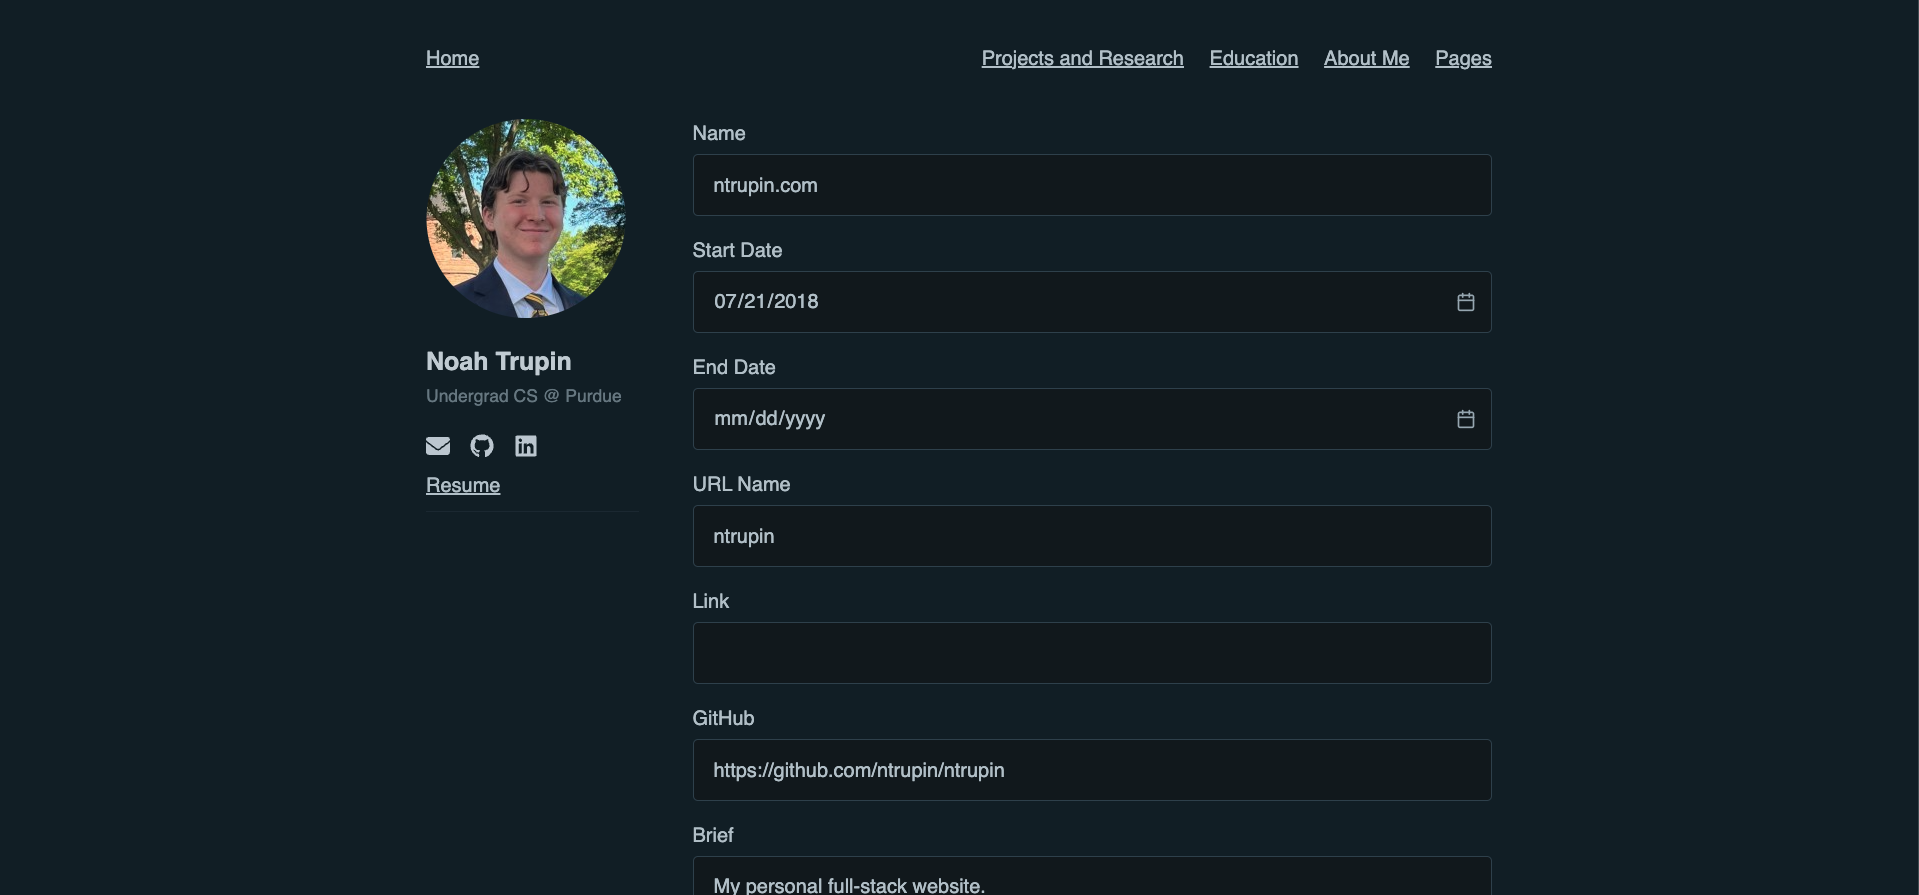 Home
Projects and Research
Education
About Me
Pages
Noah Trupin
Undergrad CS @ Purdue
Resume
Name
ntrupin.com
Start Date
07/21/2018
End Date
mm/dd/yyyy
URL Name
ntrupin
Link
GitHub
https://github.com/ntrupin/ntrupin
Brief
My personal full-stack website.